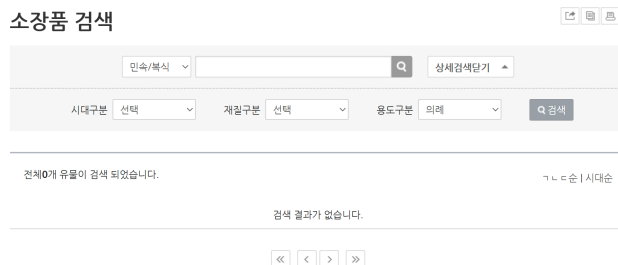 소장품 검색
민속/복식
상세검색닫기
시대구분 선택 재질구분 선택 용도구분 의례 검색
전체0개 유물이 검색 되었습니다.
ㄱㄴㄷ순 | 시대순
검색 결과가 없습니다.